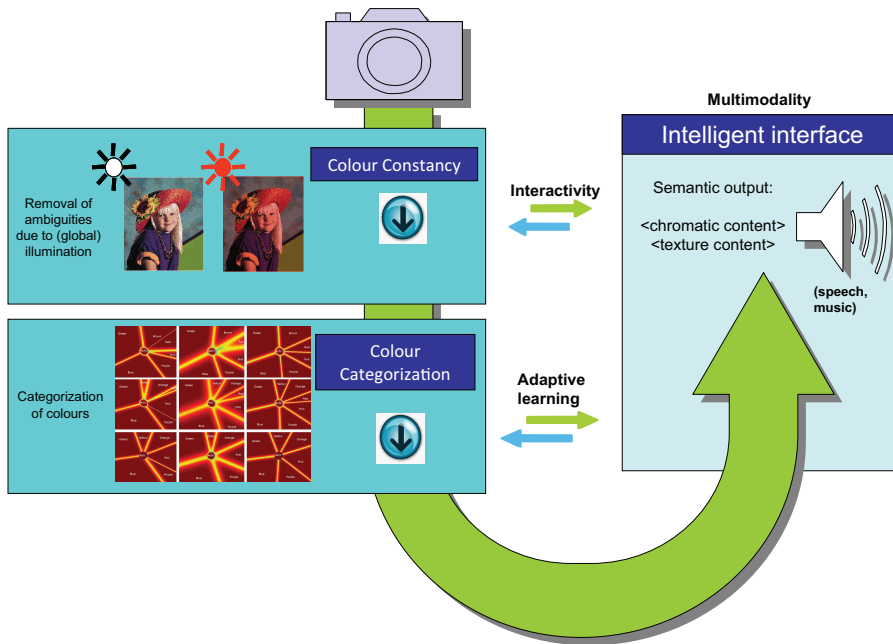 Multimodality
Intelligent interface
Colour Constancy
Removal of
ambiguities
due to (global)
illumination
Interactivity
Semantic output:
<chromatic content>
<texture content>
(speech,
music)
Colour
Categorization
Categorization
of colours
Adaptive
learning